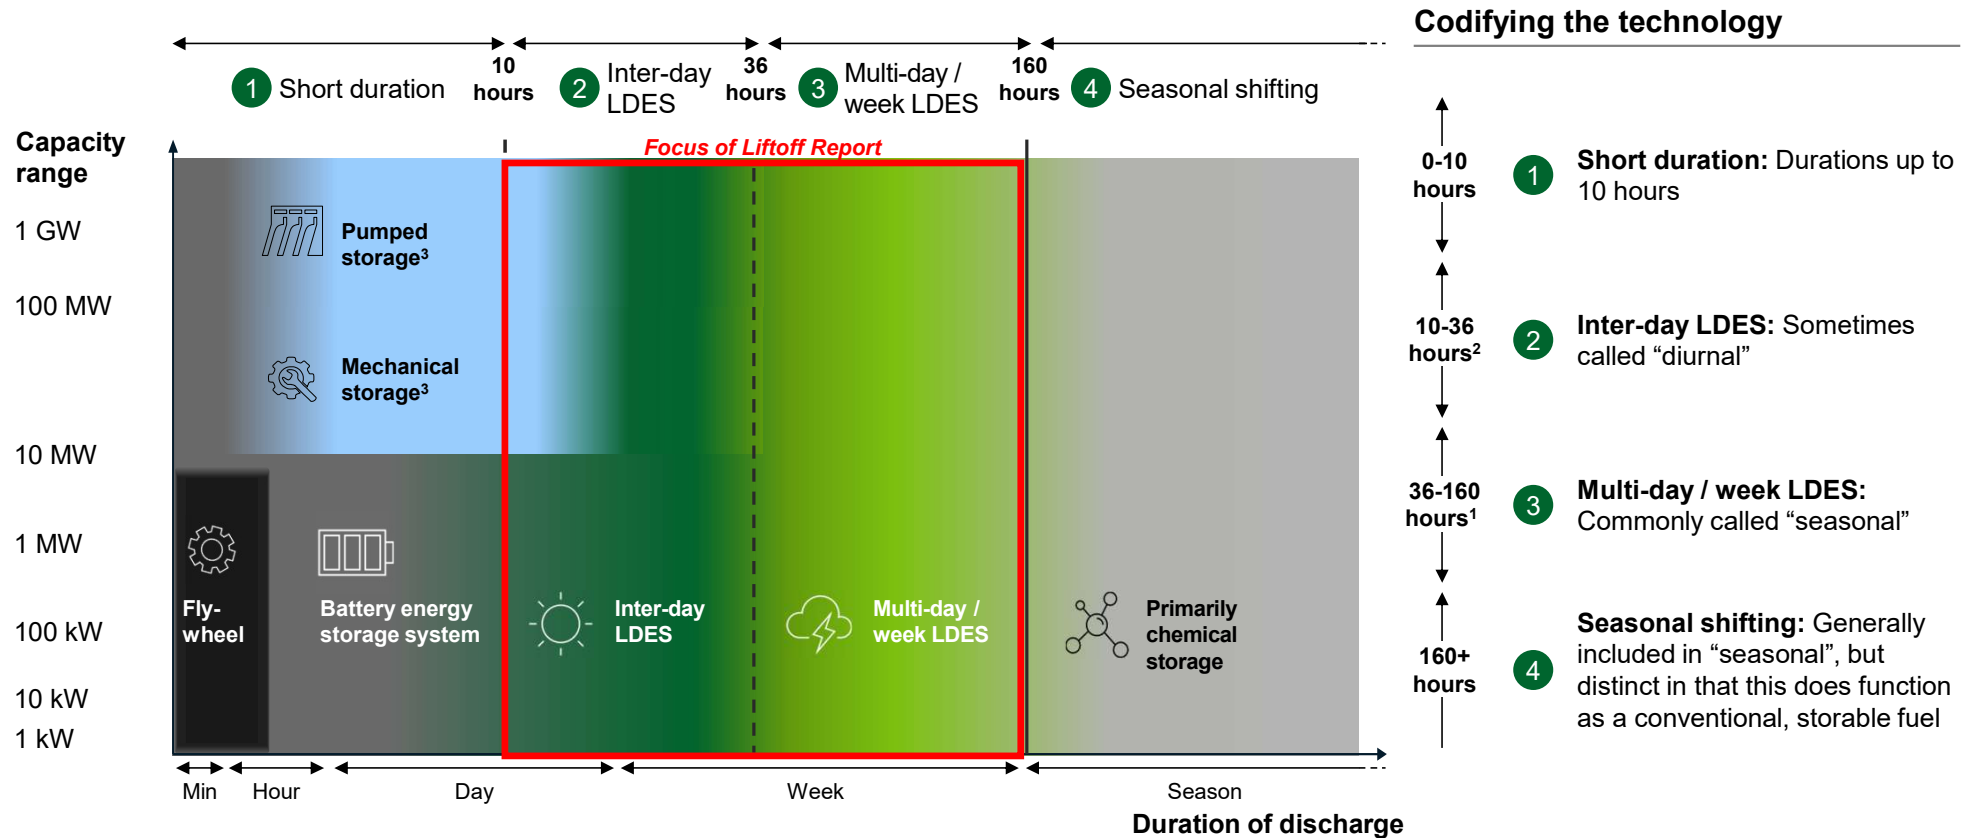 Codifying the technology
1 Short duration
10 hours
2 Inter-day LDES
36 hours
3 Multi-day / week LDES
160 hours
4 Seasonal shifting
Capacity range
Focus of Liftoff Report
1 GW
100 MW
10 MW
1 MW
100 kW
10 kW
1 kW
Pumped
storage³
Mechanical
storage³
Fly-
wheel
Battery energy
storage system
Inter-day
LDES
Multi-day /
week LDES
Primarily
chemical
storage
Min
Hour
Day
Week
Season
Duration of discharge
0-10
hours
1
Short duration: Durations up to
10 hours
10-36
hours²
2
Inter-day LDES: Sometimes
called “diurnal”
36-160
hours¹
3
Multi-day / week LDES:
Commonly called “seasonal”
160+
hours
4
Seasonal shifting: Generally
included in “seasonal”, but
distinct in that this does function
as a conventional, storable fuel